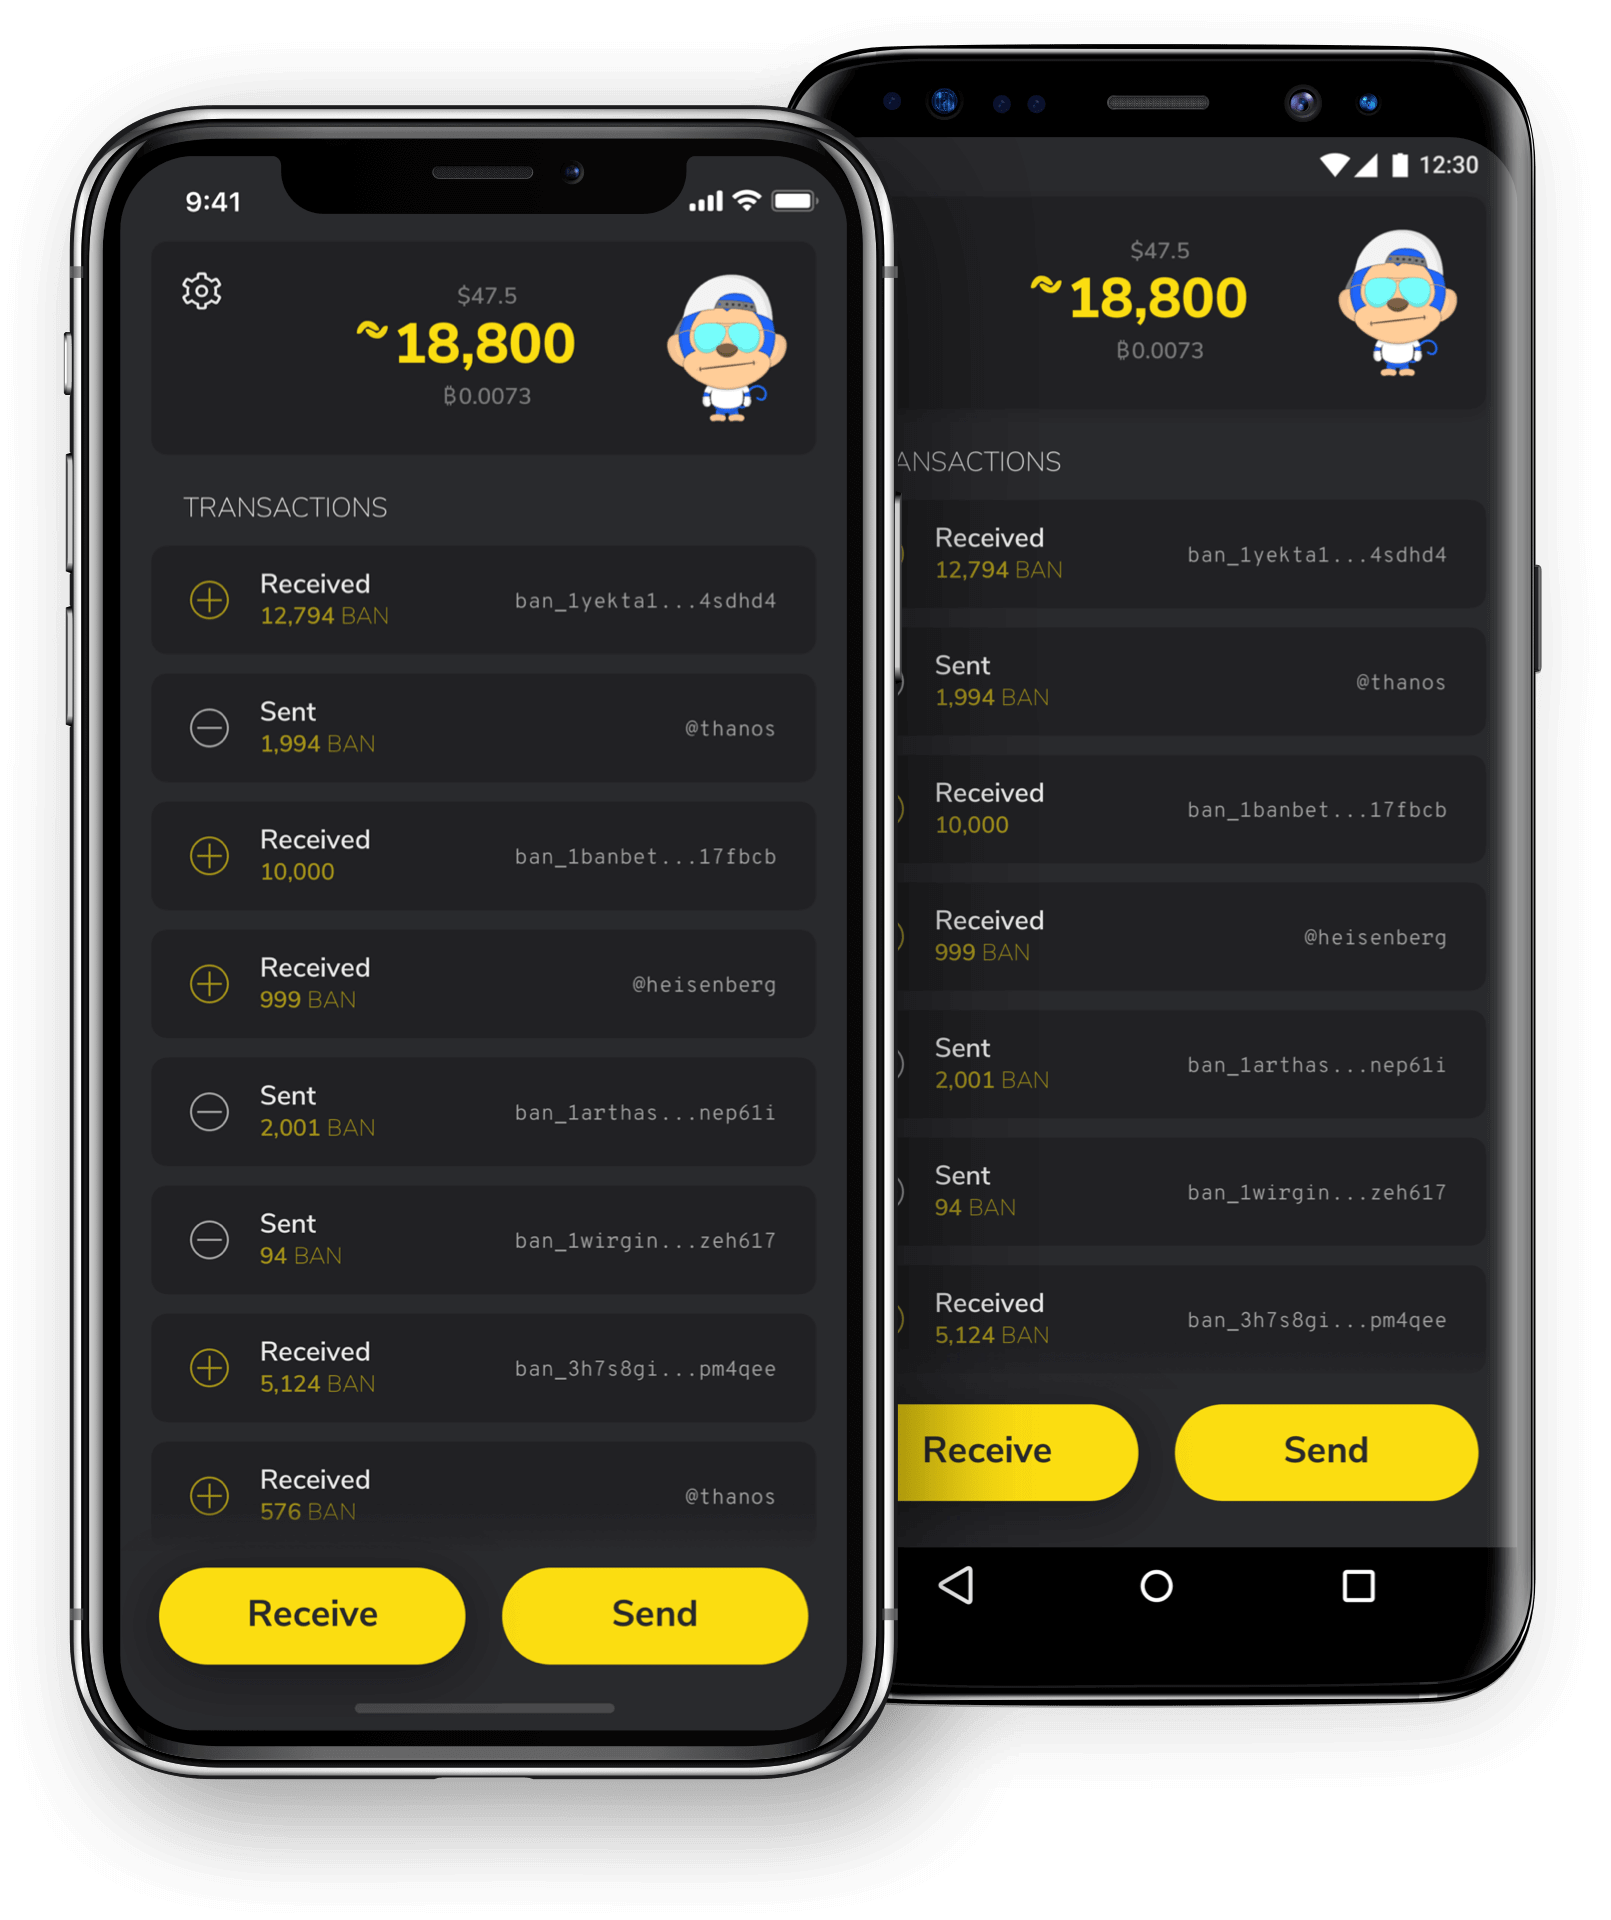 9:41
$47.5
18,800
₿0.0073
TRANSACTIONS
Received
12,794 BAN
ban_1yekta1...4sdhd4
Sent
1,994 BAN
@thanos
Received
10,000
ban_1banbet...17fbcb
Received
999 BAN
@heisenberg
Sent
2,001 BAN
ban_1arthas...nep61i
Sent
94 BAN
ban_1wirgin...zeh617
Received
5,124 BAN
ban_3h7s8gi...pm4qee
Received
576 BAN
@thanos
Receive
Send
12:30
$47.5
18,800
₿0.0073
ANSACTIONS
Received
12,794 BAN
ban_1yekta1...4sdhd4
Sent
1,994 BAN
@thanos
Received
10,000
ban_1banbet...17fbcb
Received
999 BAN
@heisenberg
Sent
2,001 BAN
ban_1arthas...nep61i
Sent
94 BAN
ban_1wirgin...zeh617
Received
5,124 BAN
ban_3h7s8gi...pm4qee
Receive
Send